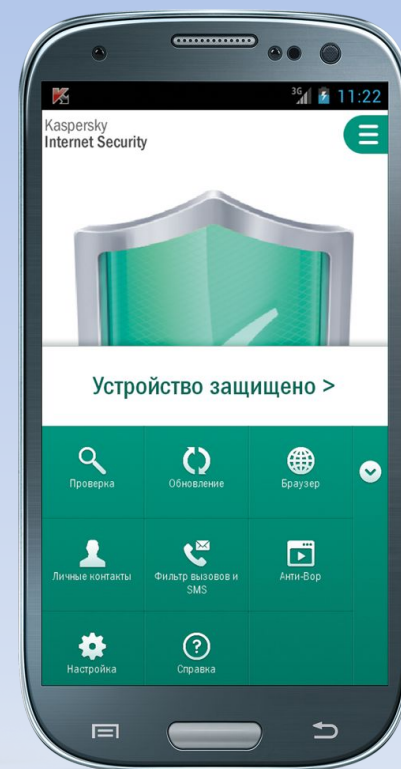 3G 11:22
Kaspersky
Internet Security
Устройство защищено >
Проверка
Обновление
Браузер
Личные контакты
Фильтр вызовов и
SMS
Анти-Вор
Настройка
Справка